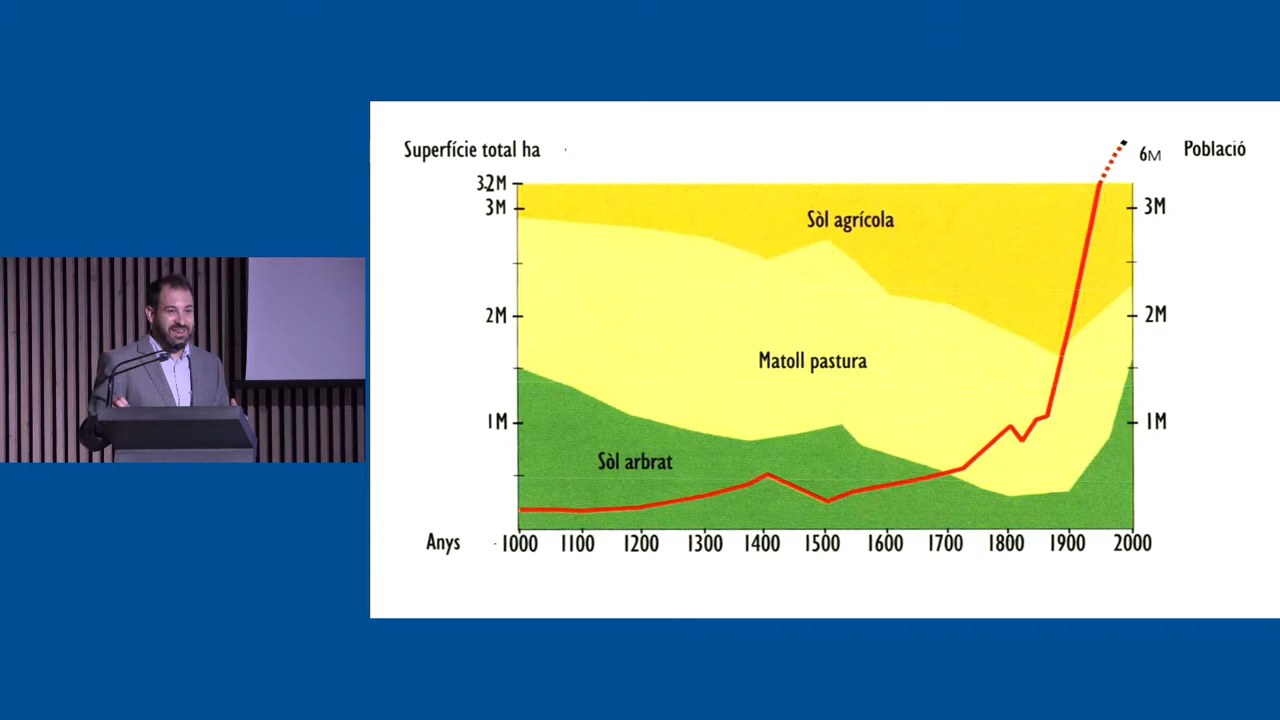 Superfície total ha
6M
Població
3.2M
3M
3M
Sòl agrícola
2M
2M
Matoll pastura
1M
1M
Sòl arbrat
Anys
1000 1100 1200 1300 1400 1500 1600 1700 1800 1900 2000